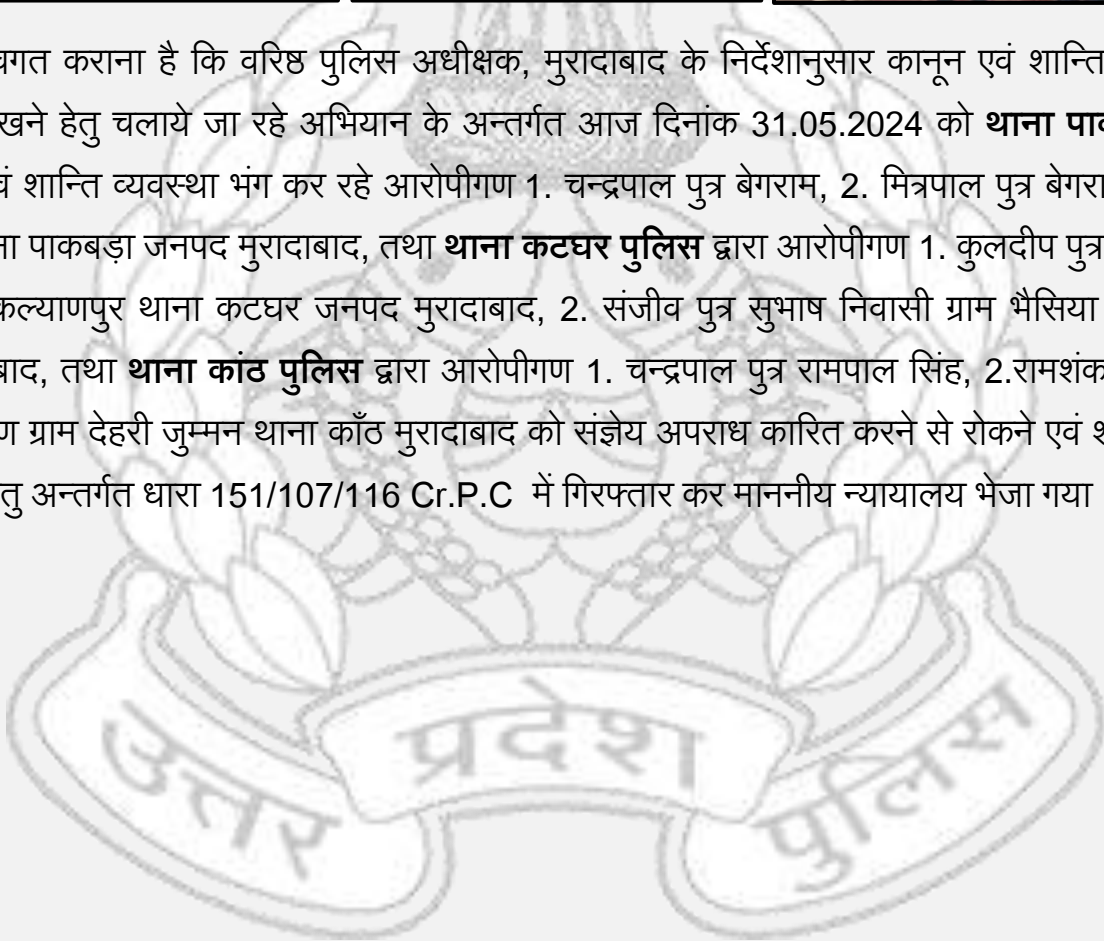 वगत कराना है कि वरिष्ठ पुलिस अधीक्षक, मुरादाबाद के निर्देशानुसार कानून एवं शान्ति
खने हेतु चलाये जा रहे अभियान के अन्तर्गत आज दिनांक 31.05.2024 को थाना पाक
वं शान्ति व्यवस्था भंग कर रहे आरोपीगण 1. चन्द्रपाल पुत्र बेगराम, 2. मित्रपाल पुत्र बेगरा
ना पाकबड़ा जनपद मुरादाबाद, तथा थाना कटघर पुलिस द्वारा आरोपीगण 1. कुलदीप पुत्र
कल्याणपुर थाना कटघर जनपद मुरादाबाद, 2. संजीव पुत्र सुभाष निवासी ग्राम भैसिया
बाद, तथा थाना कांठ पुलिस द्वारा आरोपीगण 1. चन्द्रपाल पुत्र रामपाल सिंह, 2.रामशंक
ण ग्राम देहरी जुम्मन थाना काँठ मुरादाबाद को संज्ञेय अपराध कारित करने से रोकने एवं श
तु अन्तर्गत धारा 151/107/116 Cr.P.C में गिरफ्तार कर माननीय न्यायालय भेजा गया
उत्तर प्रदेश पुलिस